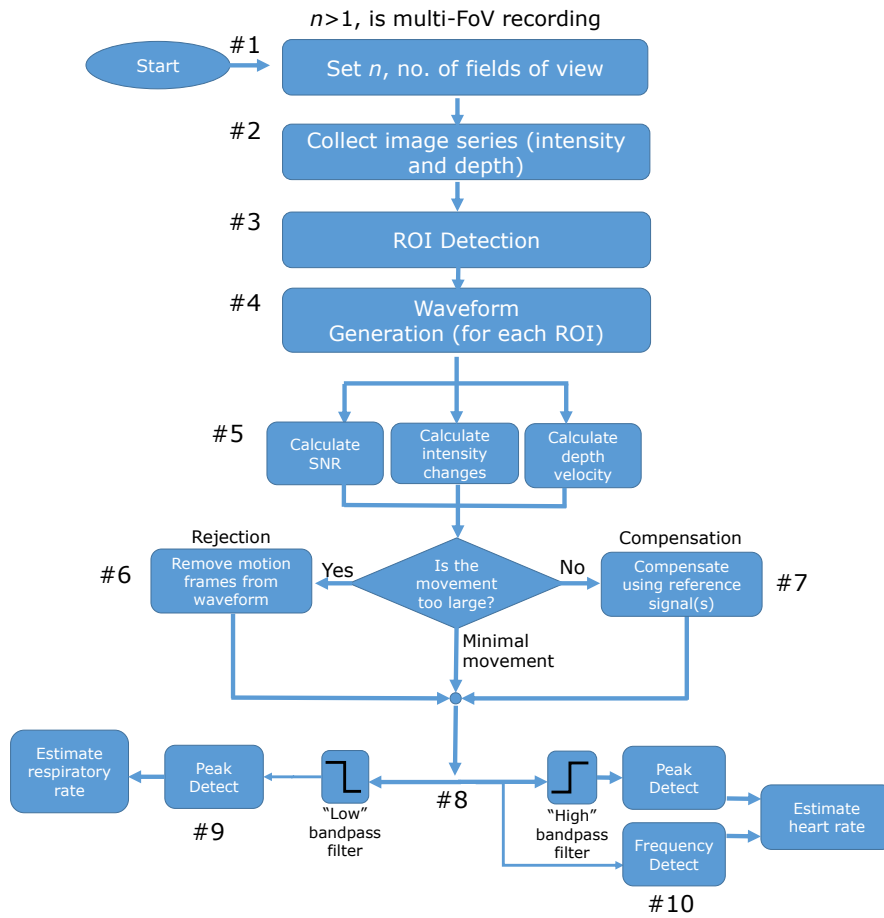 n>1, is multi-FoV recording
#1
Start
Set n, no. of fields of view
#2
Collect image series (intensity
and depth)
#3
ROI Detection
#4
Waveform
Generation (for each ROI)
#5
Calculate
SNR
Calculate
intensity
changes
Calculate
depth
velocity
Rejection
#6
Remove motion
frames from
waveform
Yes
Is the
movement
too large?
No
Compensation
Compensate
using reference
signal(s)
#7
Minimal
movement
Estimate
respiratory
rate
Peak
Detect
#9
"Low"
bandpass
filter
#8
"High"
bandpass
filter
Peak
Detect
Frequency
Detect
#10
Estimate
heart rate